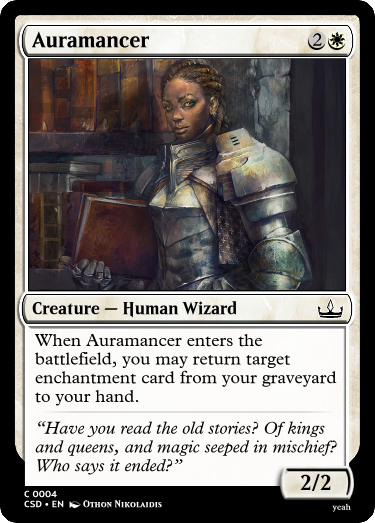 Auramancer 2
Creature — Human Wizard
When Auramancer enters the
battlefield, you may return target
enchantment card from your graveyard
to your hand.
“Have you read the old stories? Of kings
and queens, and magic seeped in mischief?
Who says it ended?”
2/2
C 0004
CSD • EN Othon Nikolaidis
yeah